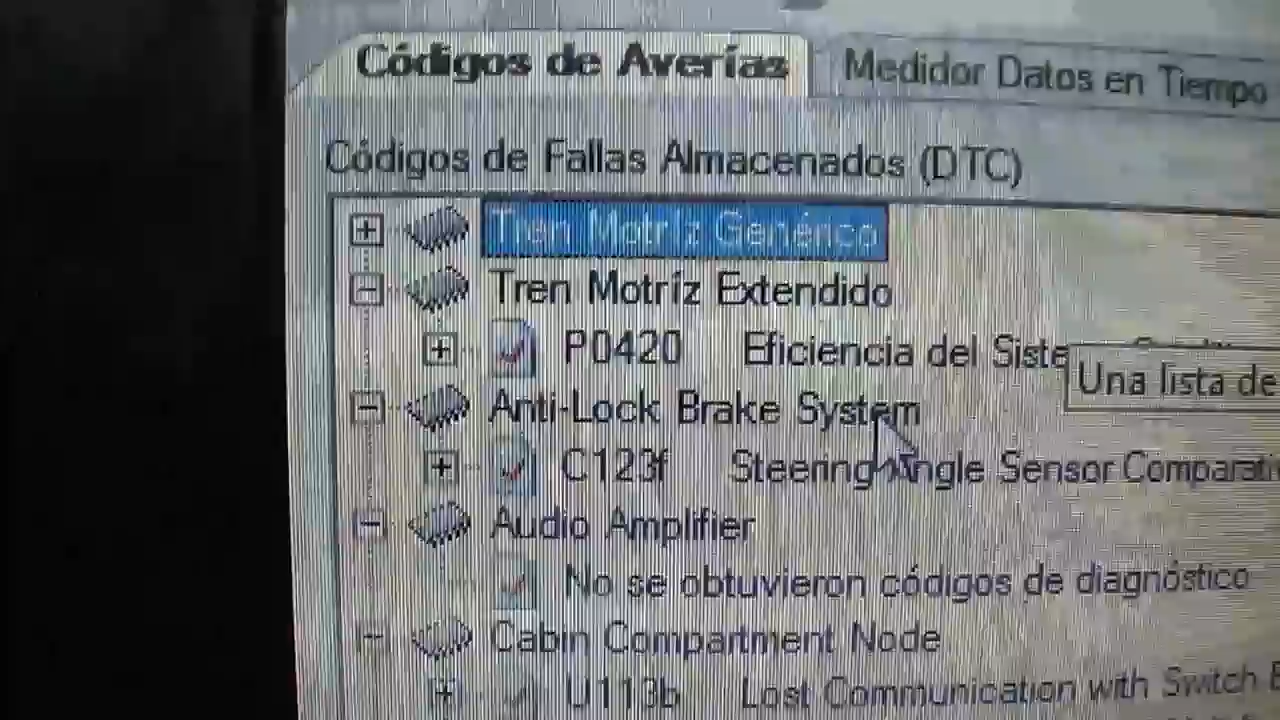 Códigos de Averías
Medidor Datos en Tiempo
Códigos de Fallas Almacenados (DTC)
Tren Motríz Genérico
Tren Motríz Extendido
P0420 Eficiencia del Siste
Una lista de
Anti-Lock Brake System
C123f Steering Angle Sensor Comparati
Audio Amplifier
No se obtuvieron códigos de diagnóstico
Cabin Compartment Node
U113b Lost Communication with Switch